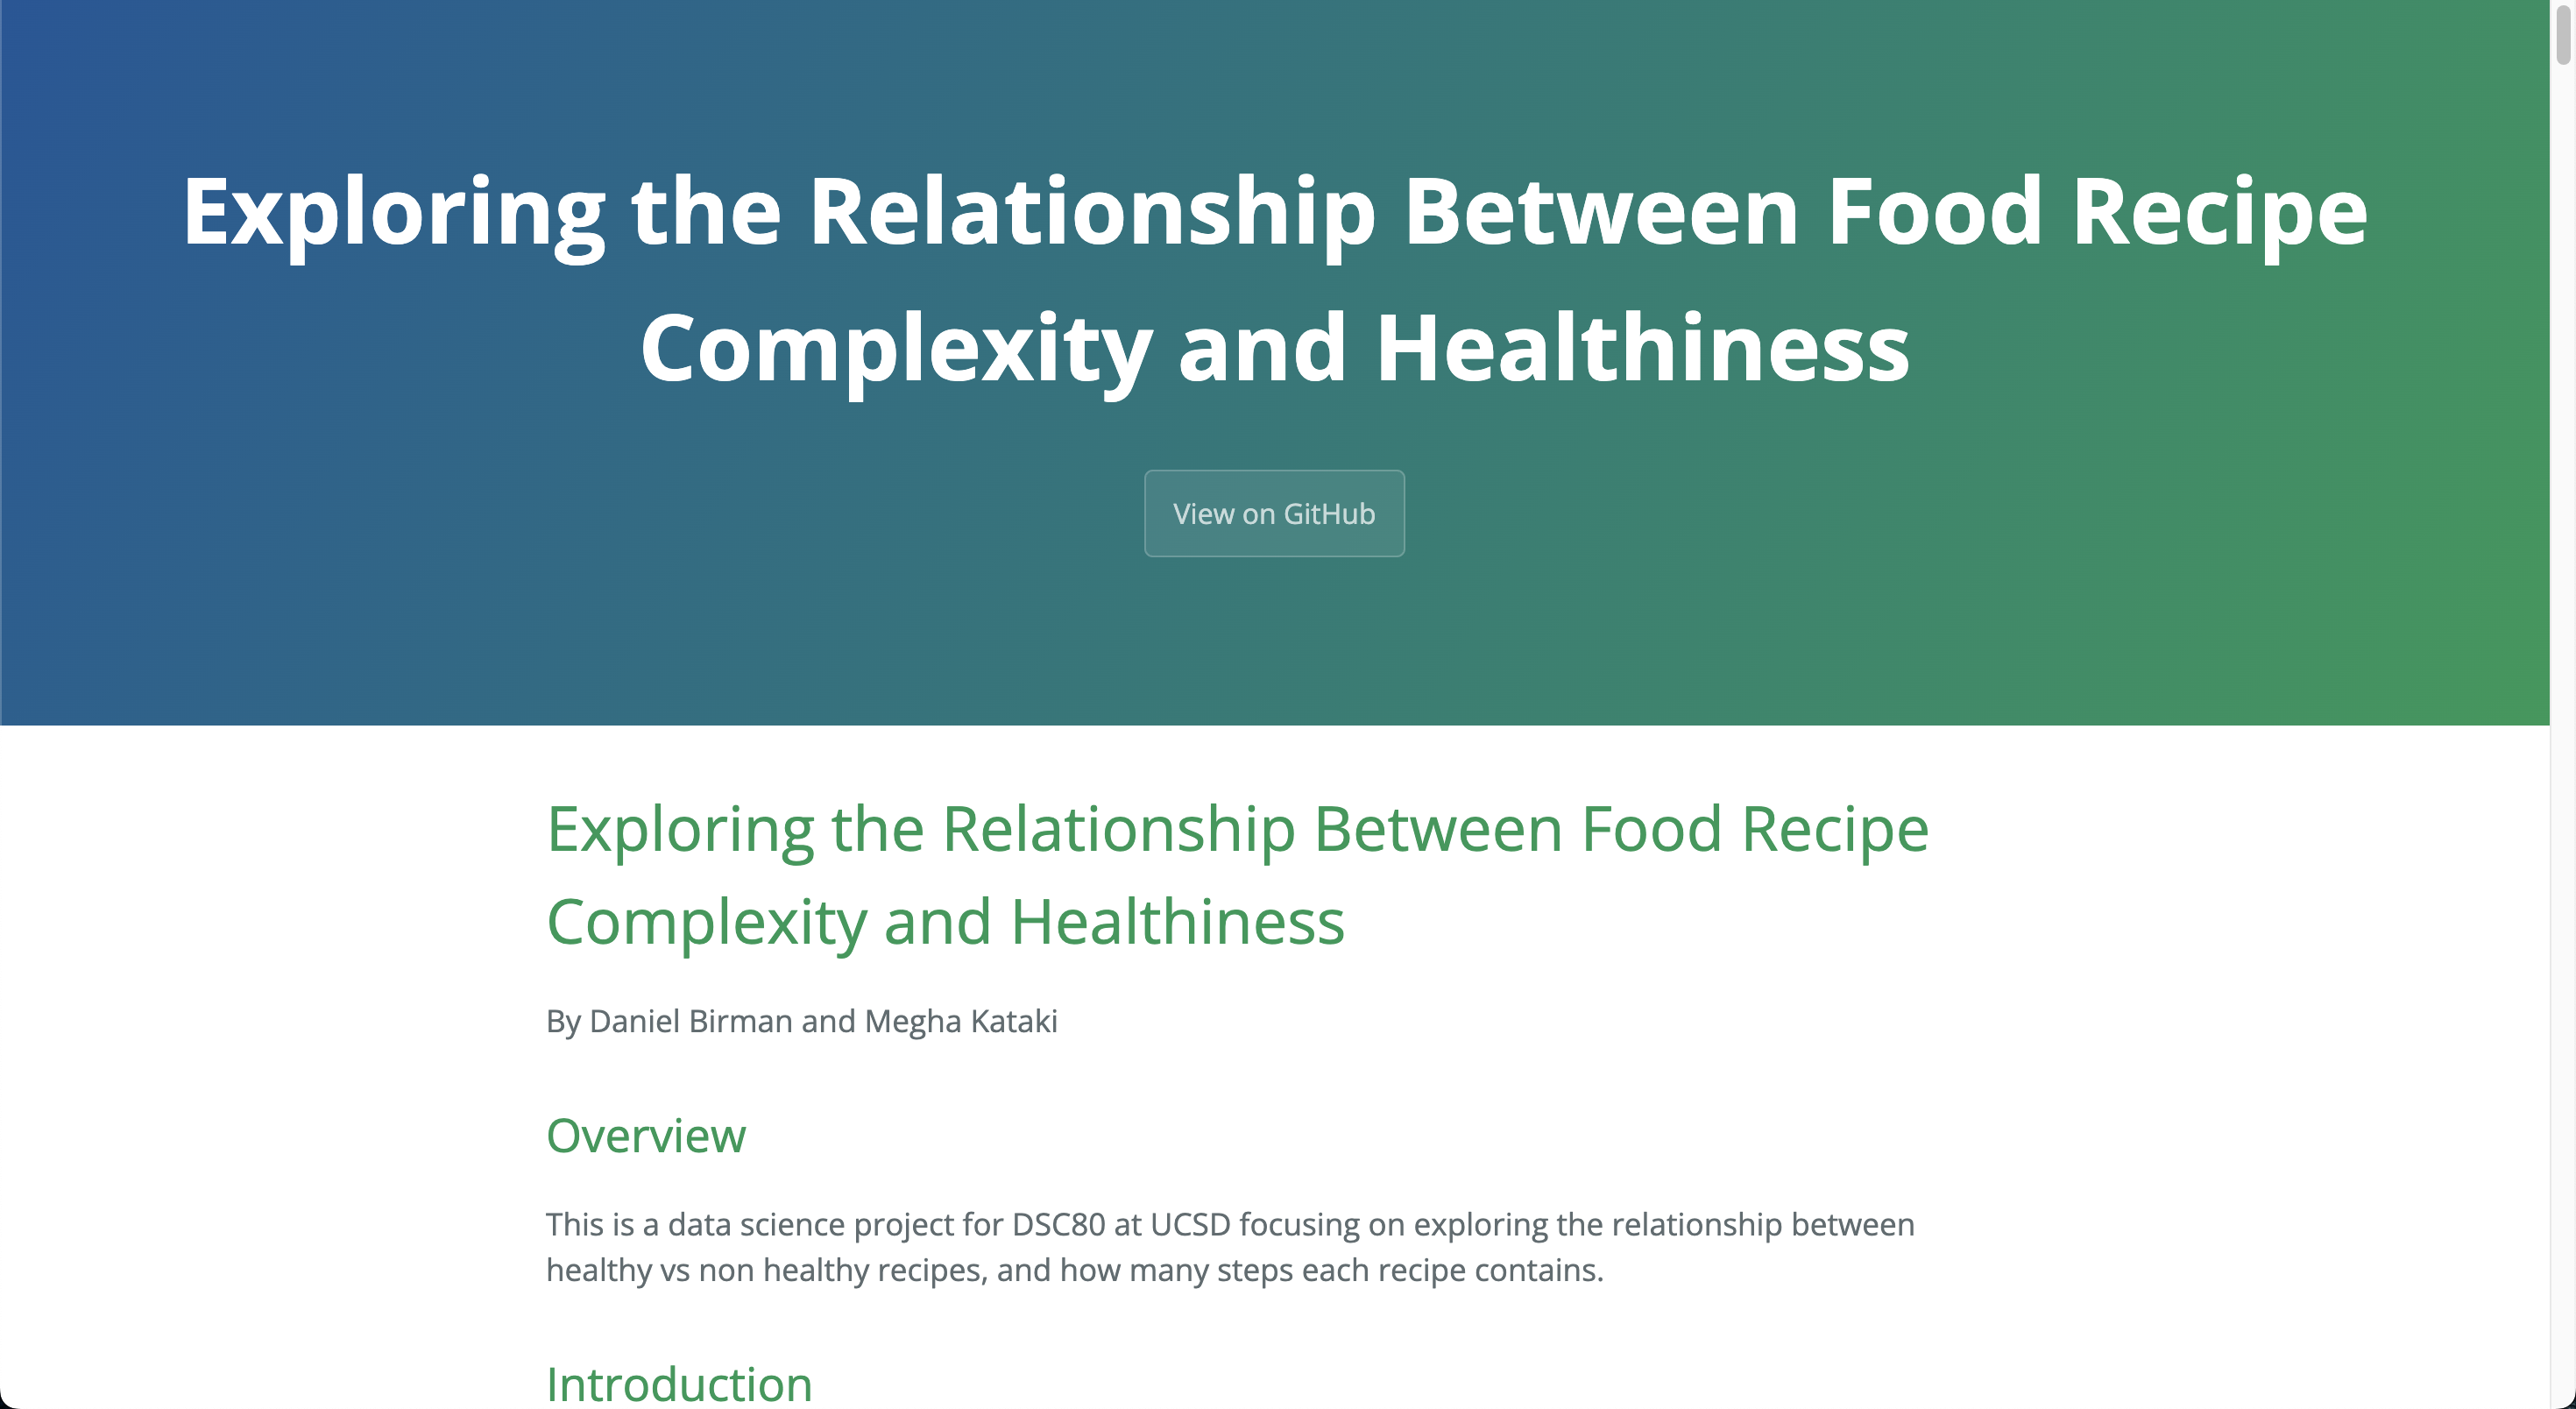 Exploring the Relationship Between Food Recipe
Complexity and Healthiness
View on GitHub
Exploring the Relationship Between Food Recipe
Complexity and Healthiness
By Daniel Birman and Megha Kataki
Overview
This is a data science project for DSC80 at UCSD focusing on exploring the relationship between
healthy vs non healthy recipes, and how many steps each recipe contains.
Introduction